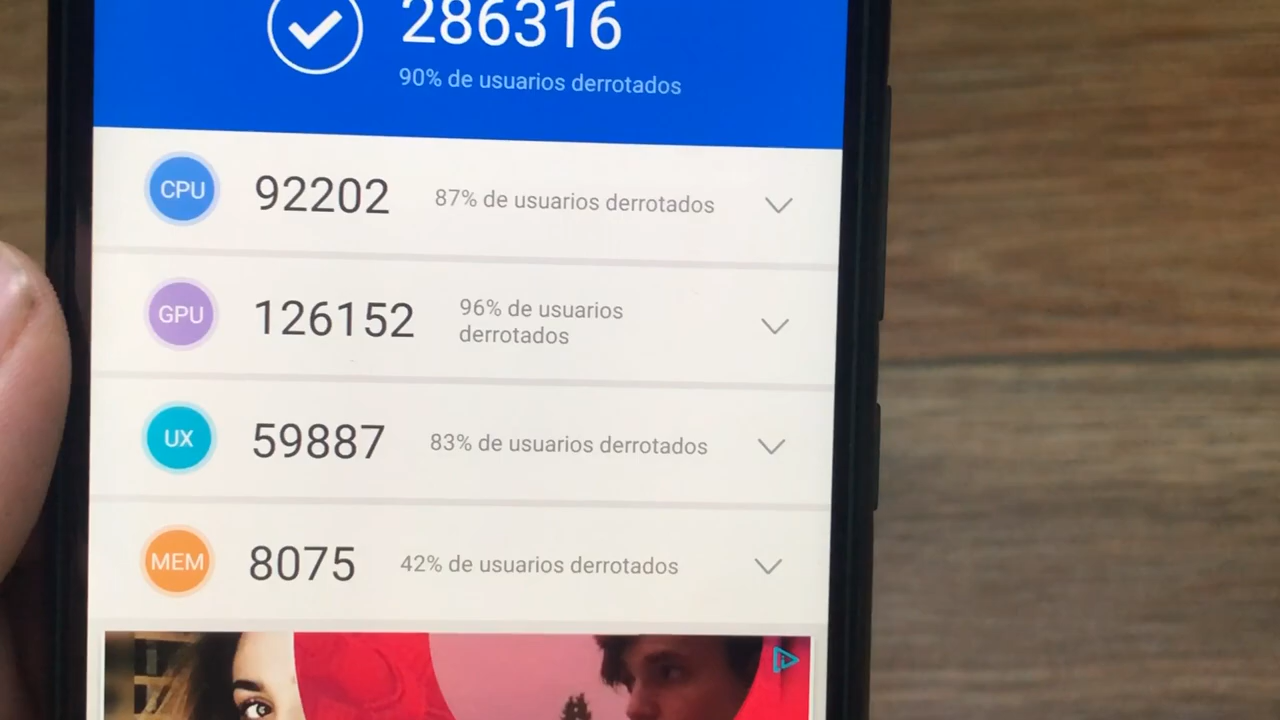 286316
90% de usuarios derrotados
CPU 92202 87% de usuarios derrotados
GPU 126152 96% de usuarios
derrotados
UX 59887 83% de usuarios derrotados
MEM 8075 42% de usuarios derrotados